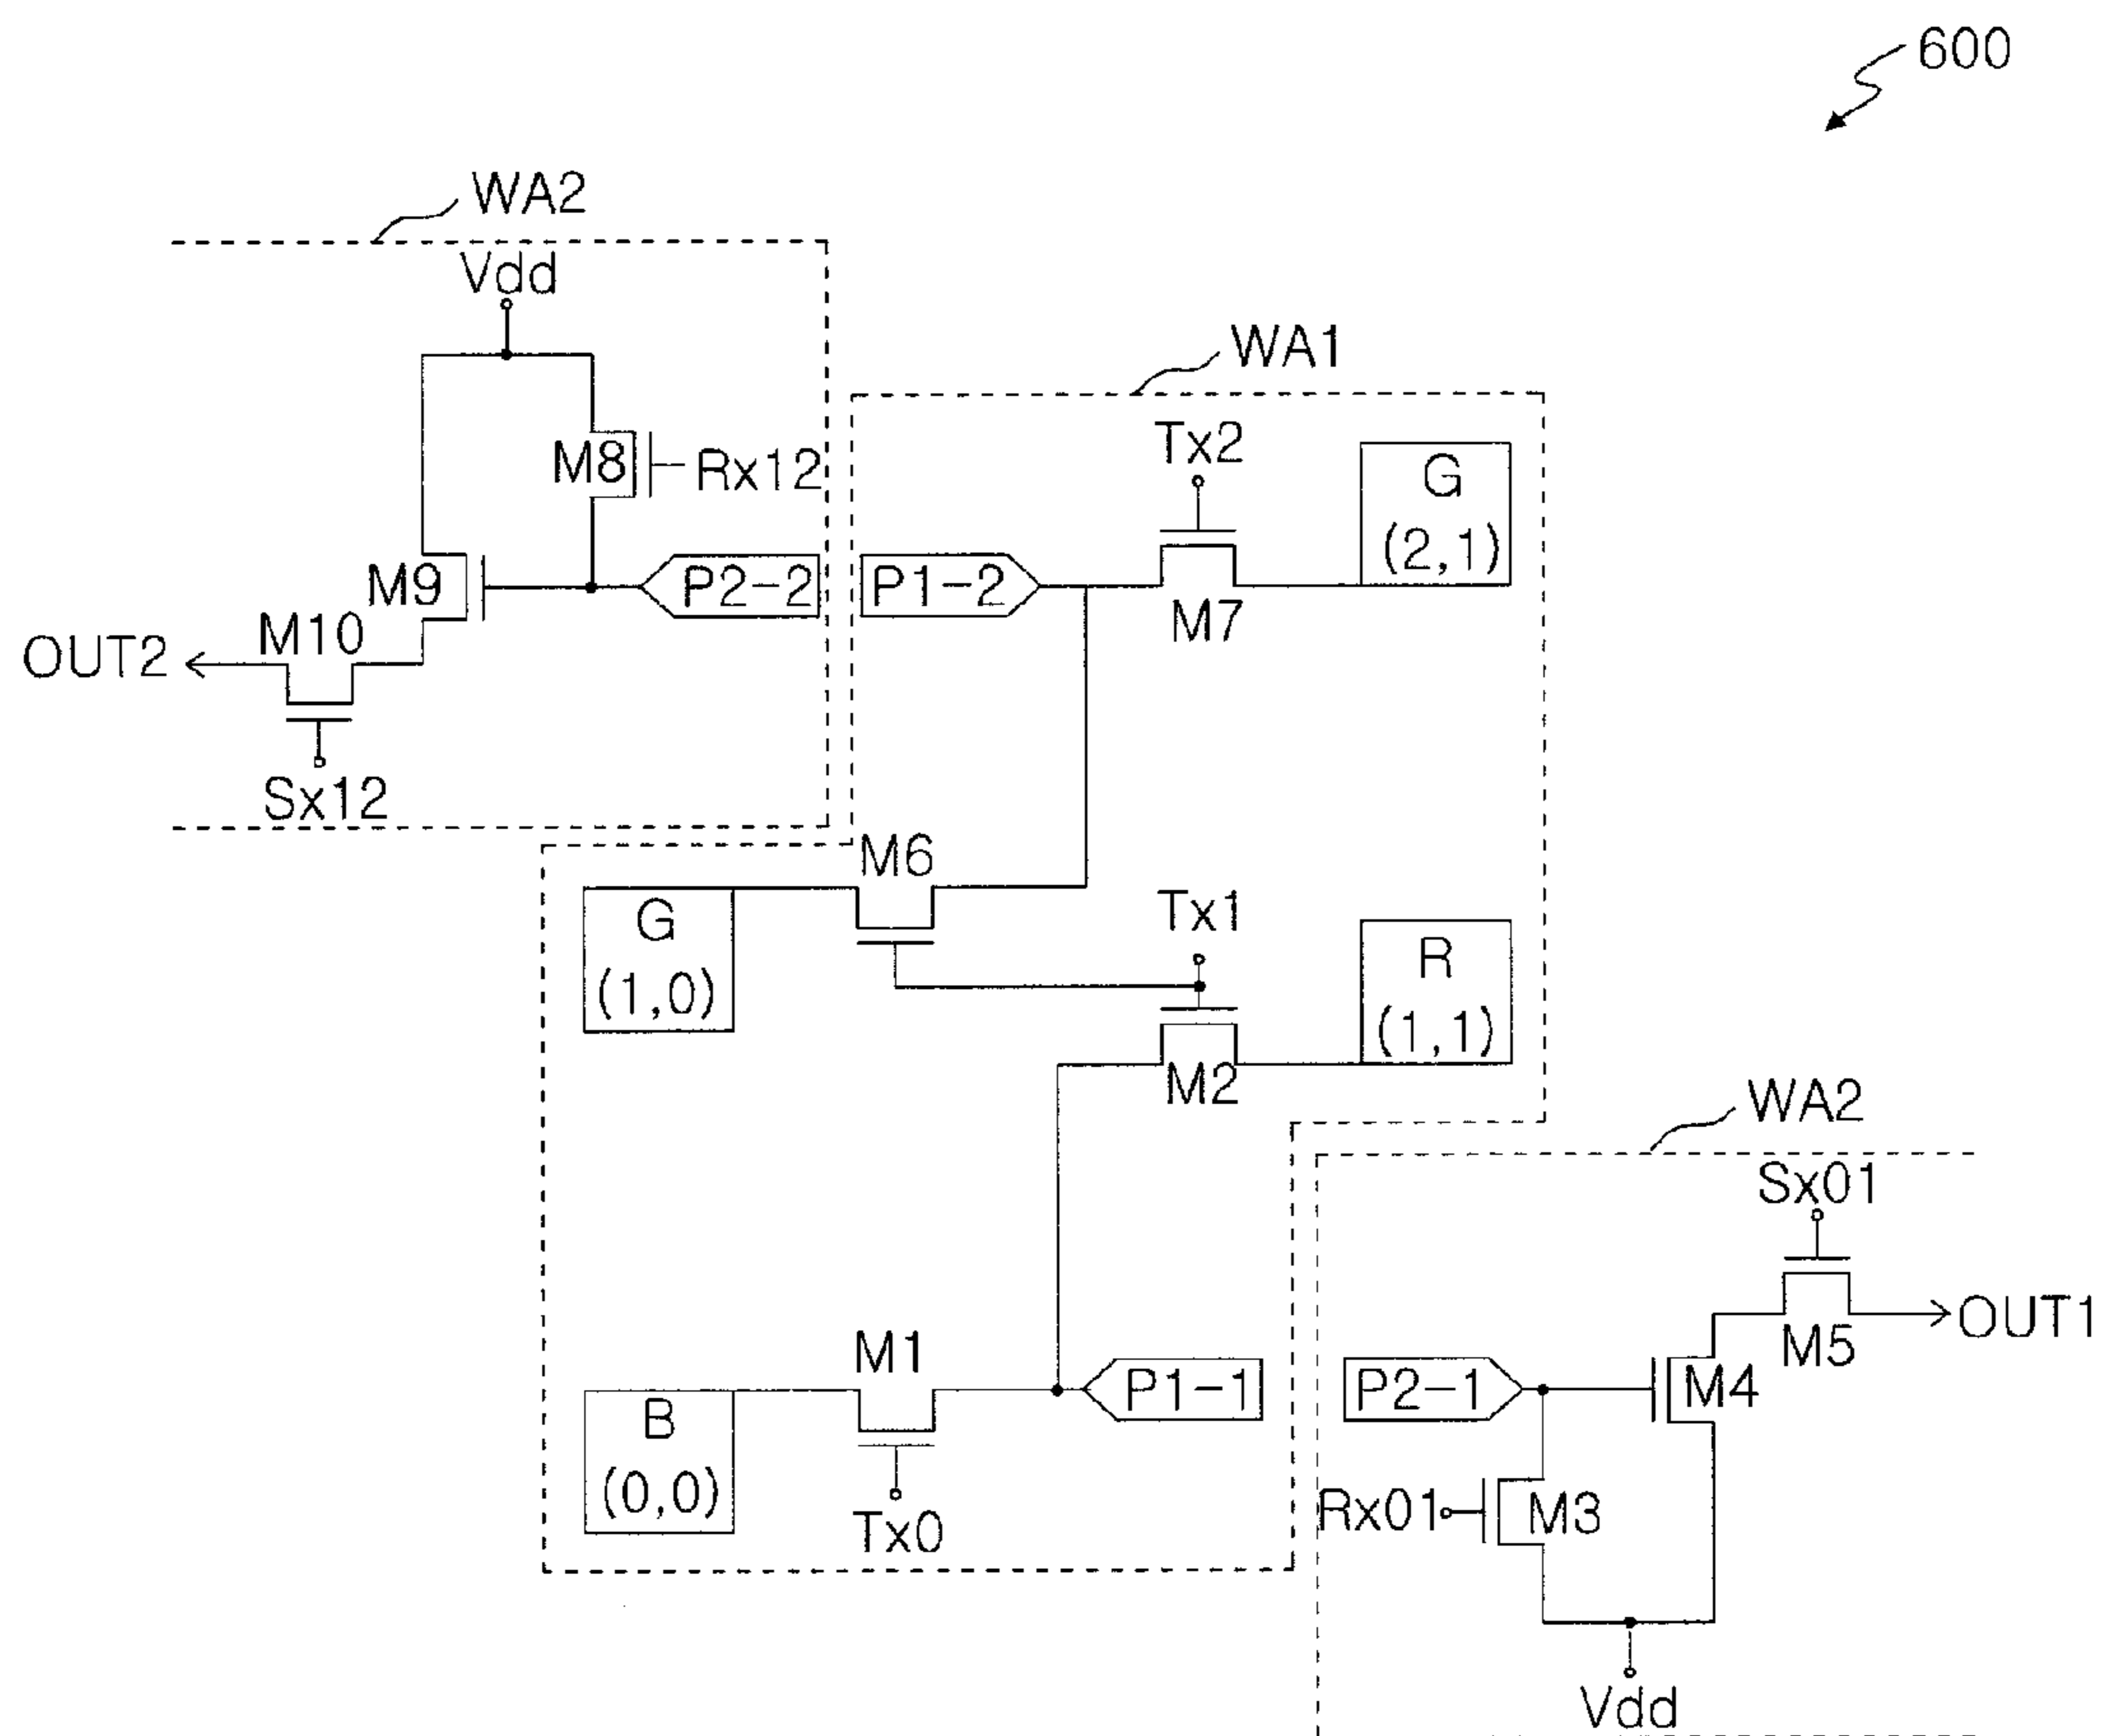 600
WA2
Vdd
WA1
Tx2
M8
Rx12
G
(2,1)
M9
P2-2
P1-2
M7
M10
OUT2
Sx12
M6
Tx1
G
(1,0)
R
(1,1)
M2
WA2
Sx01
M1
P1-1
P2-1
M4
M5
OUT1
B
(0,0)
Tx0
Rx01
M3
Vdd